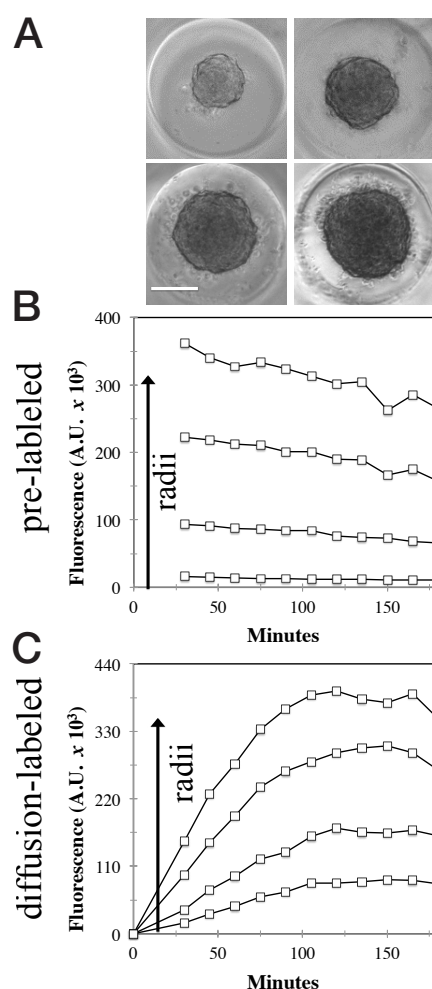 A
B
pre-lableled
Fluorescence (A.U. x 10³)
400
300
200
100
0
radii
0
50
100
150
Minutes
C
diffusion-labeled
Fluorescence (A.U. x 10³)
440
330
220
110
0
radii
0
50
100
150
Minutes